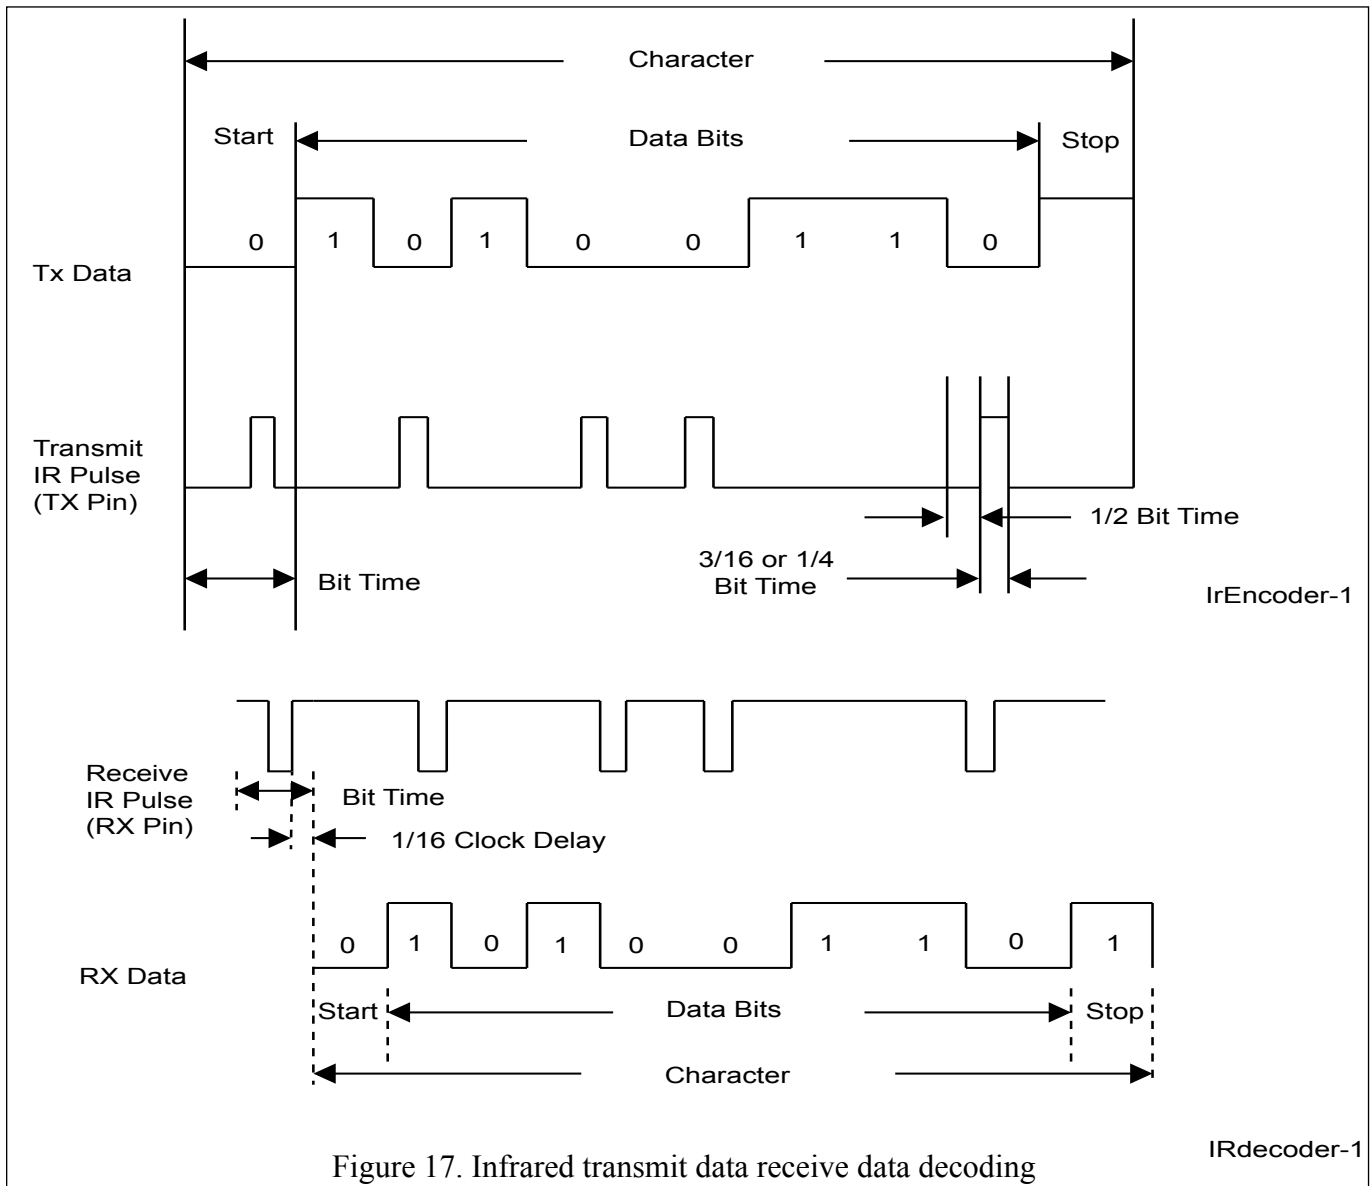 Character
Start Data Bits Stop
0 1 0 1 0 0 1 1 0
Tx Data
Transmit
IR Pulse
(TX Pin)
1/2 Bit Time
3/16 or 1/4
Bit Time
Bit Time
IrEncoder-1
Receive
IR Pulse
(RX Pin)
Bit Time
1/16 Clock Delay
0 1 0 1 0 0 1 1 0 1
RX Data
Start Data Bits Stop
Character
IRdecoder-1
Figure 17. Infrared transmit data receive data decoding